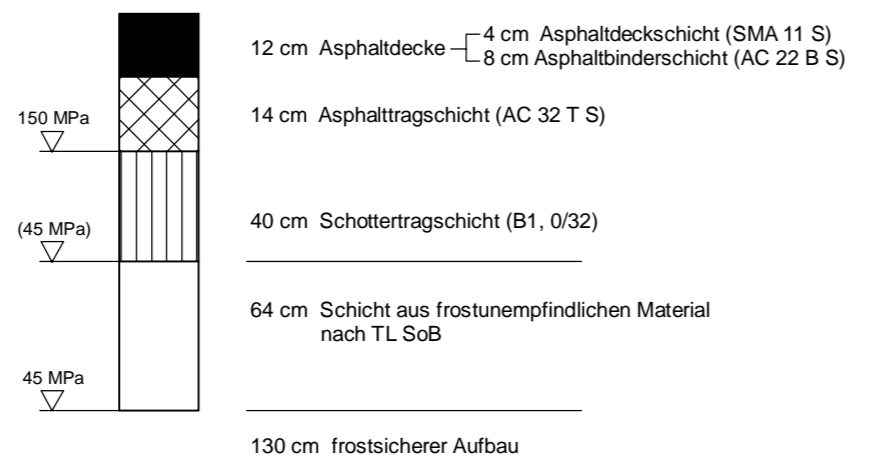 4 cm Asphaltdeckschicht (SMA 11 S)
12 cm Asphaltdecke
8 cm Asphaltbinderschicht (AC 22 B S)
150 MPa
14 cm Asphalttragschicht (AC 32 T S)
(45 MPa)
40 cm Schottertragschicht (B1, 0/32)
64 cm Schicht aus frostunempfindlichen Material
nach TL SoB
45 MPa
130 cm frostsicherer Aufbau